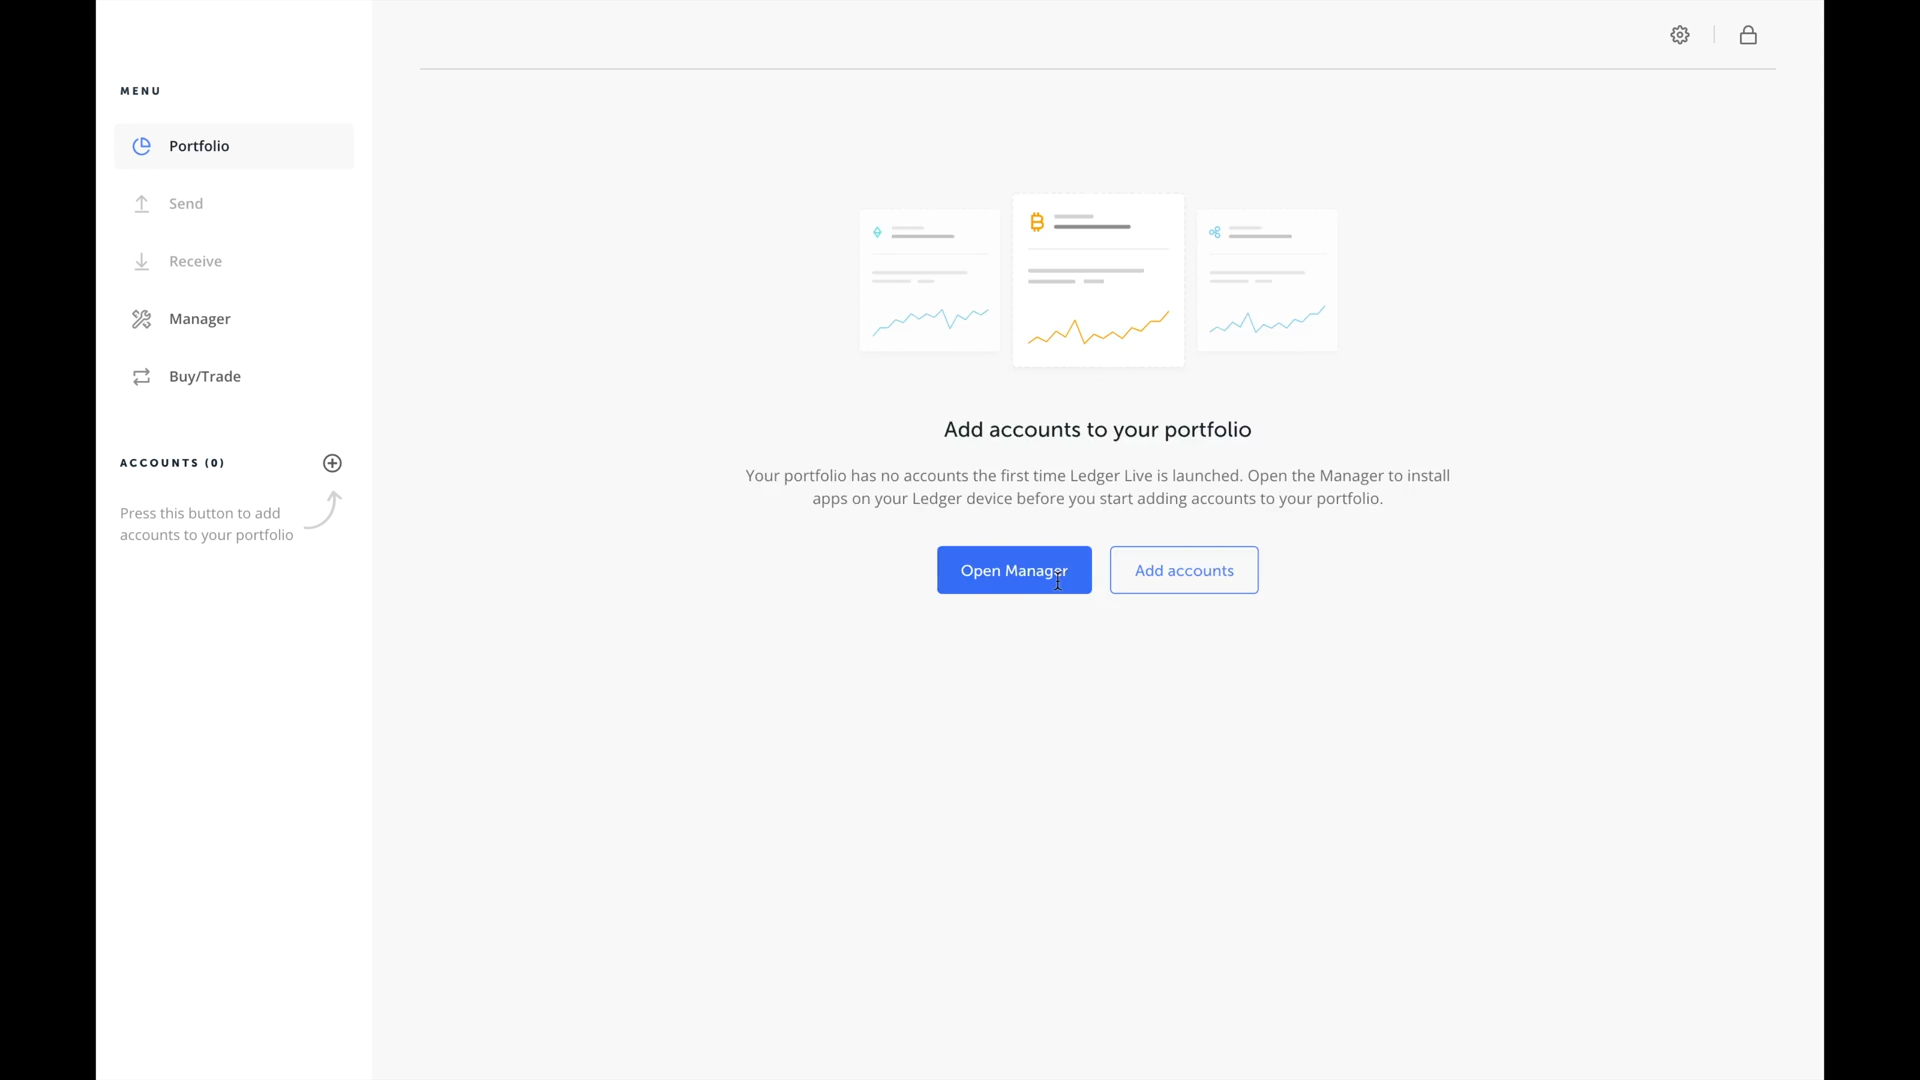 MENU
Portfolio
Send
Receive
Manager
Buy/Trade
ACCOUNTS (0)
Press this button to add
accounts to your portfolio
Add accounts to your portfolio
Your portfolio has no accounts the first time Ledger Live is launched. Open the Manager to install
apps on your Ledger device before you start adding accounts to your portfolio.
Open Manager
Add accounts